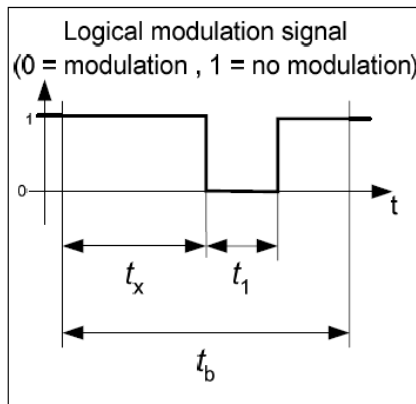 Logical modulation signal
(0 = modulation , 1 = no modulation)
1
0
t
tx
t1
tb